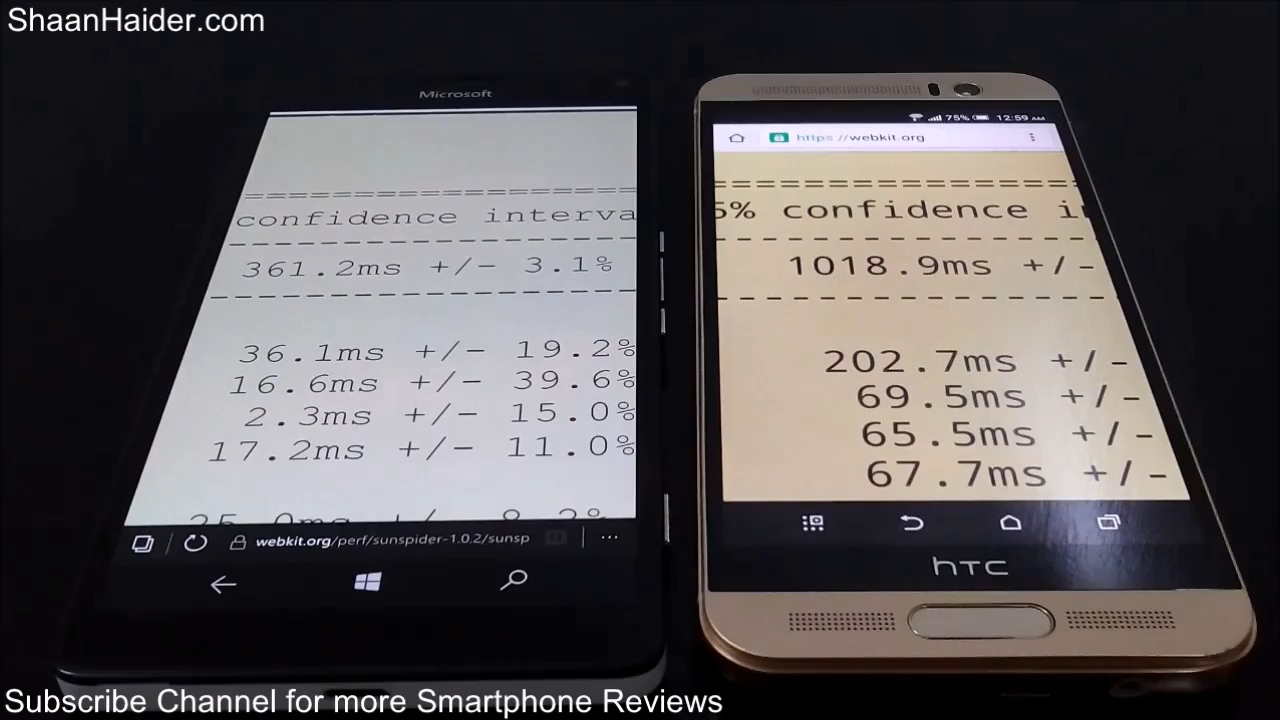 ShaanHaider.com
Microsoft
====================
confidence interva
--------------------
361.2ms +/- 3.1%
--------------------
36.1ms +/- 19.2%
16.6ms +/- 39.6%
2.3ms +/- 15.0%
17.2ms +/- 11.0%
webkit.org/perf/sunspider-1.0.2/sunsp
75% 12:59 AM
https://webkit.org
====================
5% confidence i
--------------------
1018.9ms +/-
--------------------
202.7ms +/-
69.5ms +/-
65.5ms +/-
67.7ms +/-
hTC
Subscribe Channel for more Smartphone Reviews